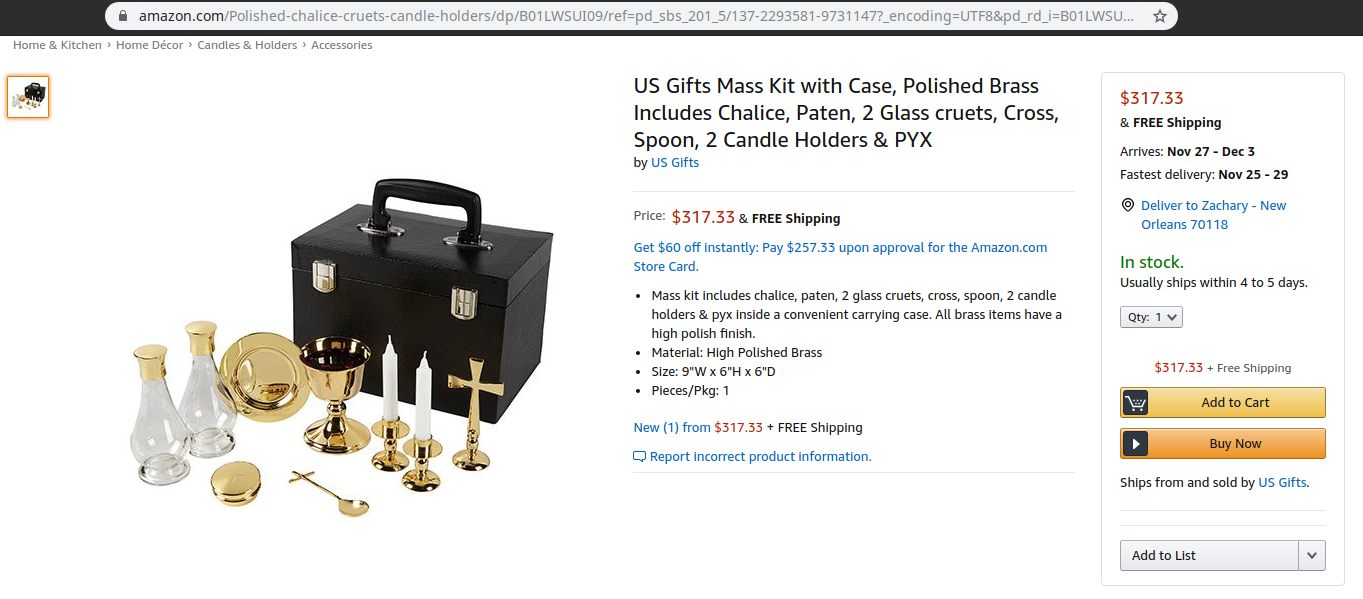 amazon.com/Polished-chalice-cruets-candle-holders/dp/B01LWSUI09/ref=pd_sbs_201_5/137-2293581-9731147?_encoding=UTF8&pd_rd_i=B01LWSU...
Home & Kitchen › Home Décor › Candles & Holders › Accessories
US Gifts Mass Kit with Case, Polished Brass
Includes Chalice, Paten, 2 Glass cruets, Cross,
Spoon, 2 Candle Holders & PYX
by US Gifts
Price: $317.33 & FREE Shipping
Get $60 off instantly: Pay $257.33 upon approval for the Amazon.com
Store Card.
• Mass kit includes chalice, paten, 2 glass cruets, cross, spoon, 2 candle
holders & pyx inside a convenient carrying case. All brass items have a
high polish finish.
• Material: High Polished Brass
• Size: 9"W x 6"H x 6"D
• Pieces/Pkg: 1
New (1) from $317.33 + FREE Shipping
Report incorrect product information.
$317.33
& FREE Shipping
Arrives: Nov 27 - Dec 3
Fastest delivery: Nov 25 - 29
Deliver to Zachary - New
Orleans 70118
In stock.
Usually ships within 4 to 5 days.
Qty: 1
$317.33 + Free Shipping
Add to Cart
Buy Now
Ships from and sold by US Gifts.
Add to List